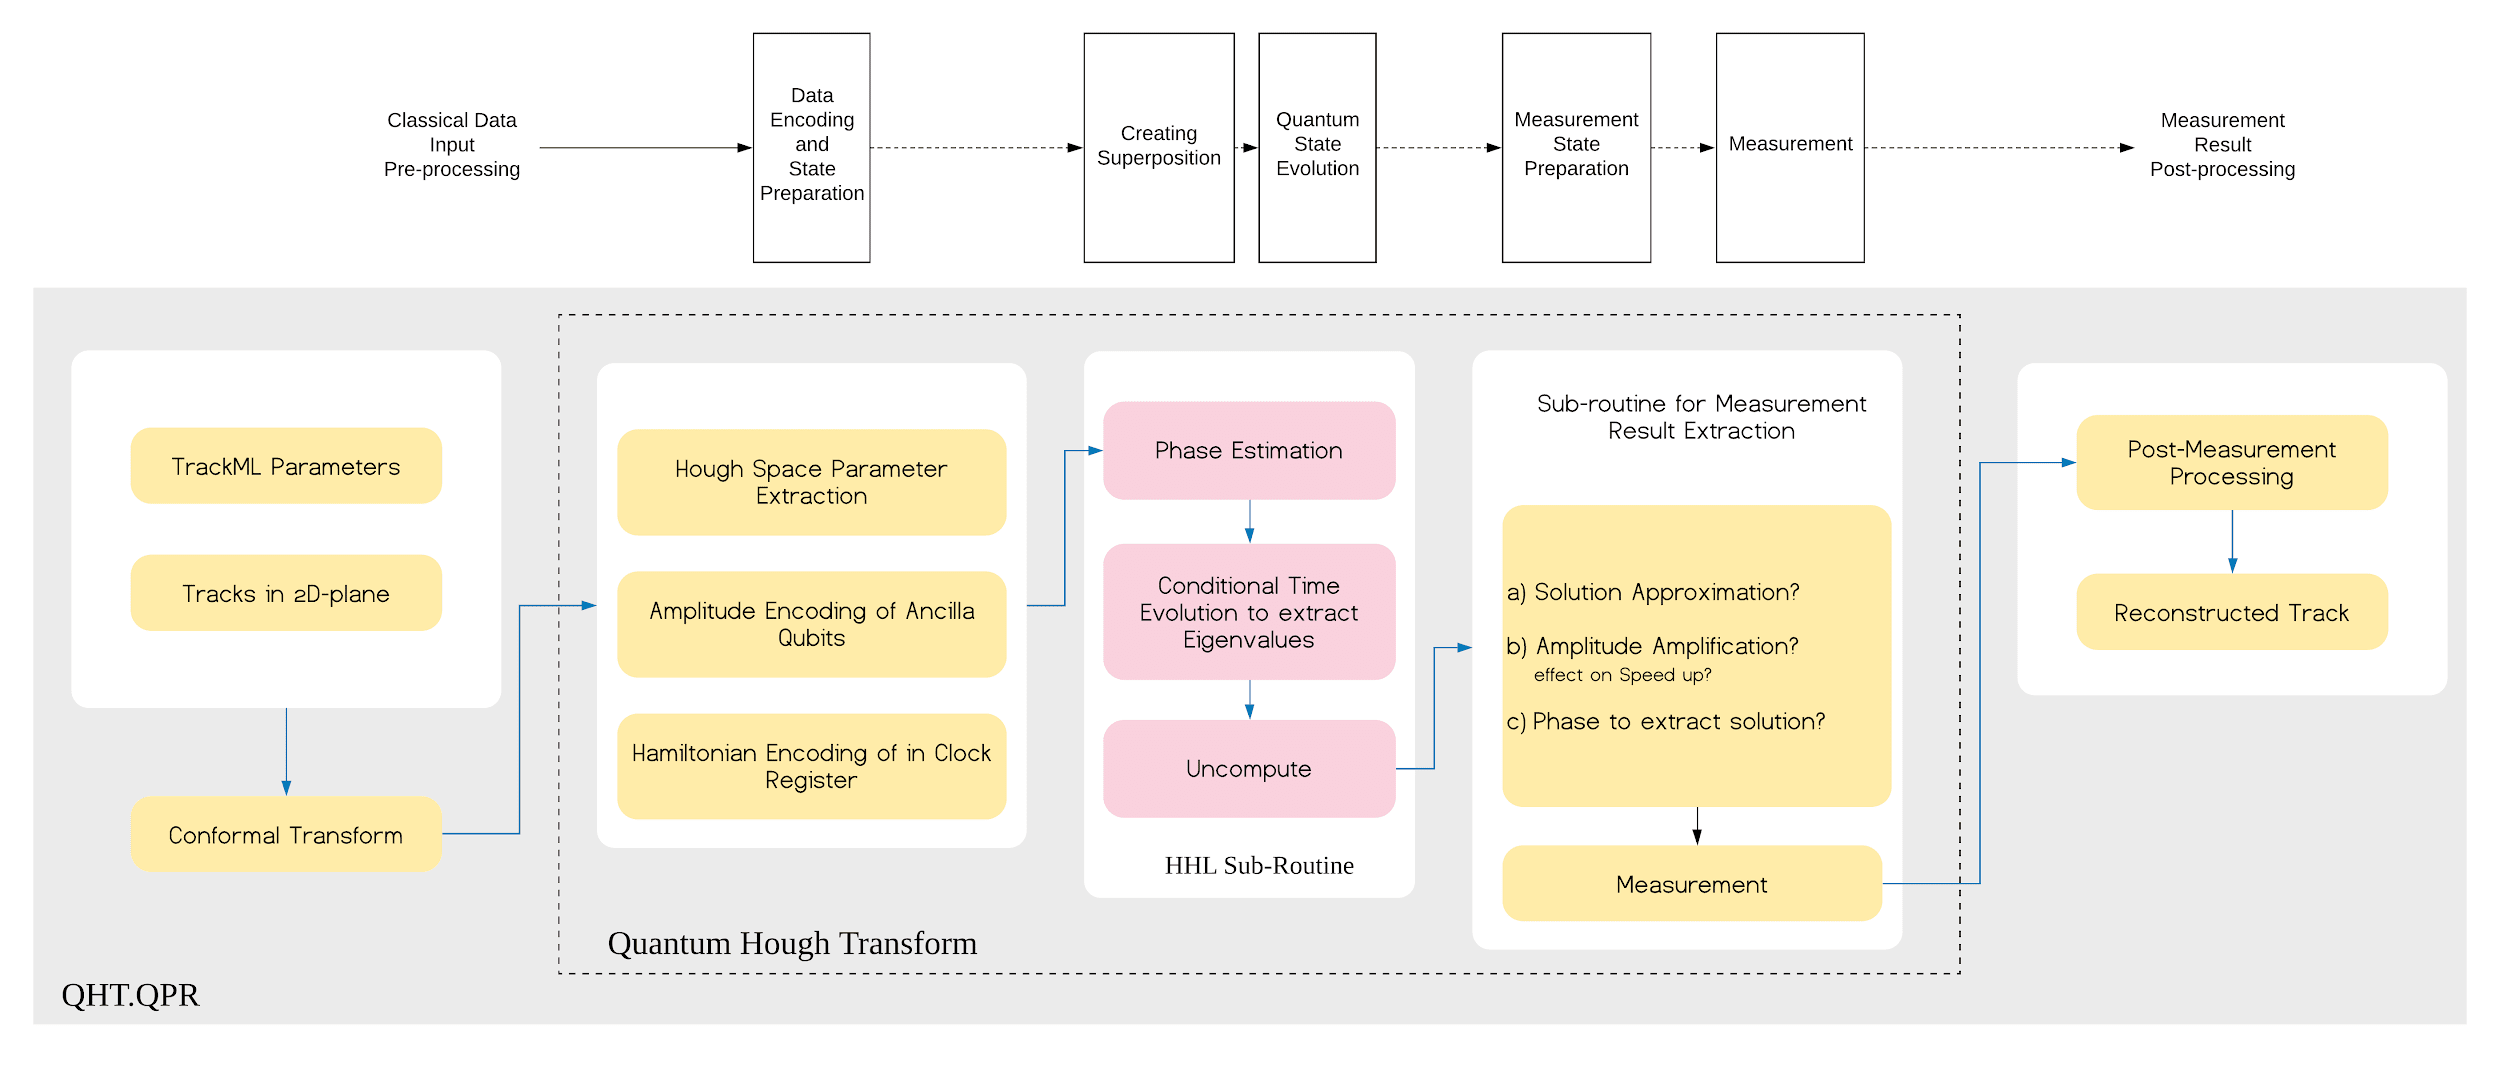 Classical Data
Input
Pre-processing
Data
Encoding
and
State
Preparation
Creating
Superposition
Quantum
State
Evolution
Measurement
State
Preparation
Measurement
Measurement
Result
Post-processing
TrackML Parameters
Tracks in 2D-plane
Conformal Transform
Hough Space Parameter
Extraction
Amplitude Encoding of Ancilla
Qubits
Hamiltonian Encoding of in Clock
Register
Phase Estimation
Conditional Time
Evolution to extract
Eigenvalues
Uncompute
HHL Sub-Routine
Sub-routine for Measurement
Result Extraction
a) Solution Approximation?
b) Amplitude Amplification?
effect on Speed up?
c) Phase to extract solution?
Measurement
Post-Measurement
Processing
Reconstructed Track
Quantum Hough Transform
QHT.QPR